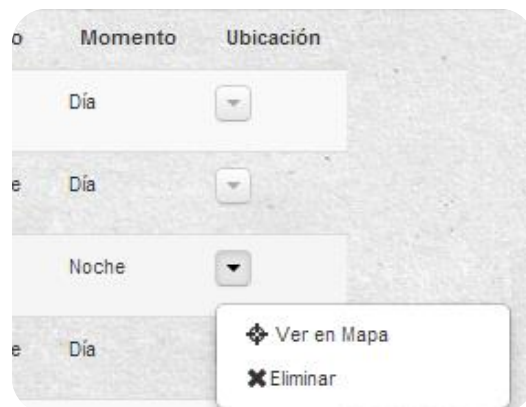 o Momento Ubicación
Día
e Día
Noche
e Día
Ver en Mapa
Eliminar